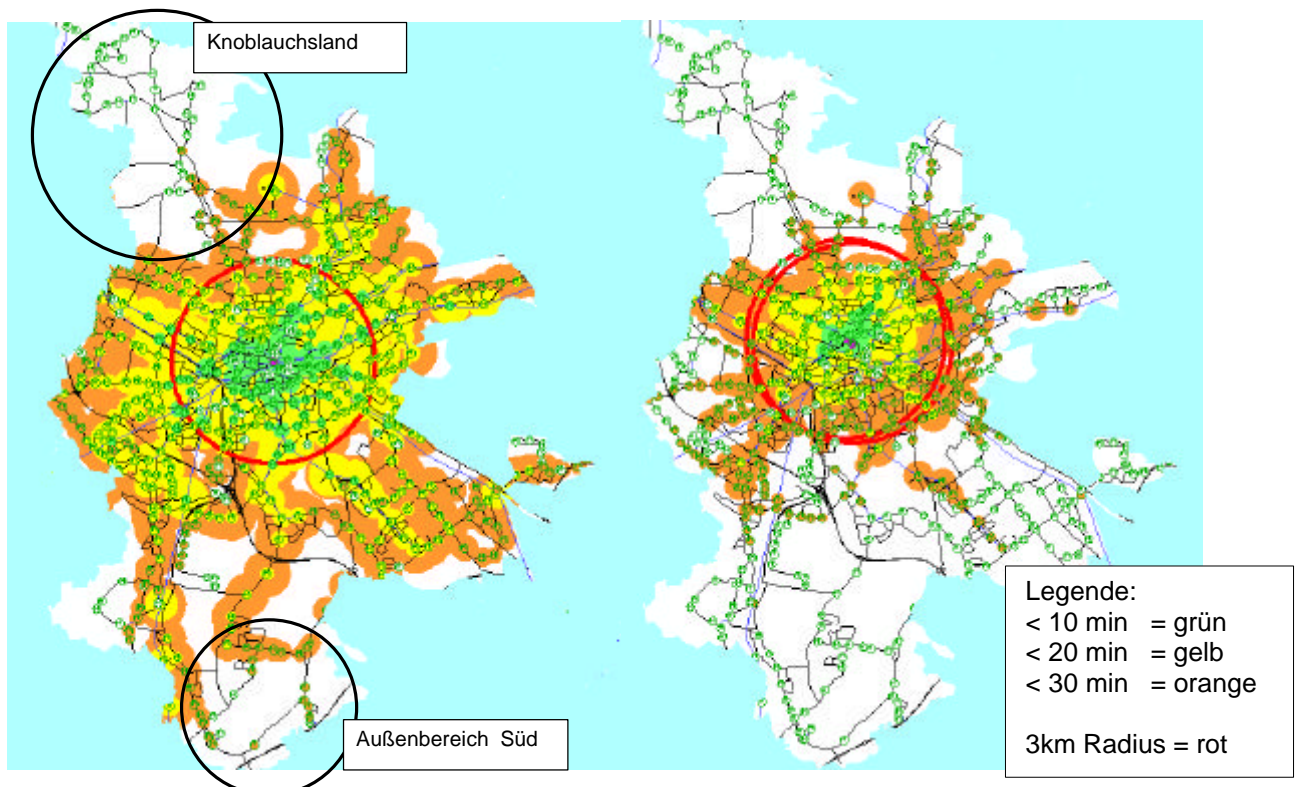 Knoblauchsland
Außenbereich Süd
Legende:
< 10 min = grün
< 20 min = gelb
< 30 min = orange
3km Radius = rot